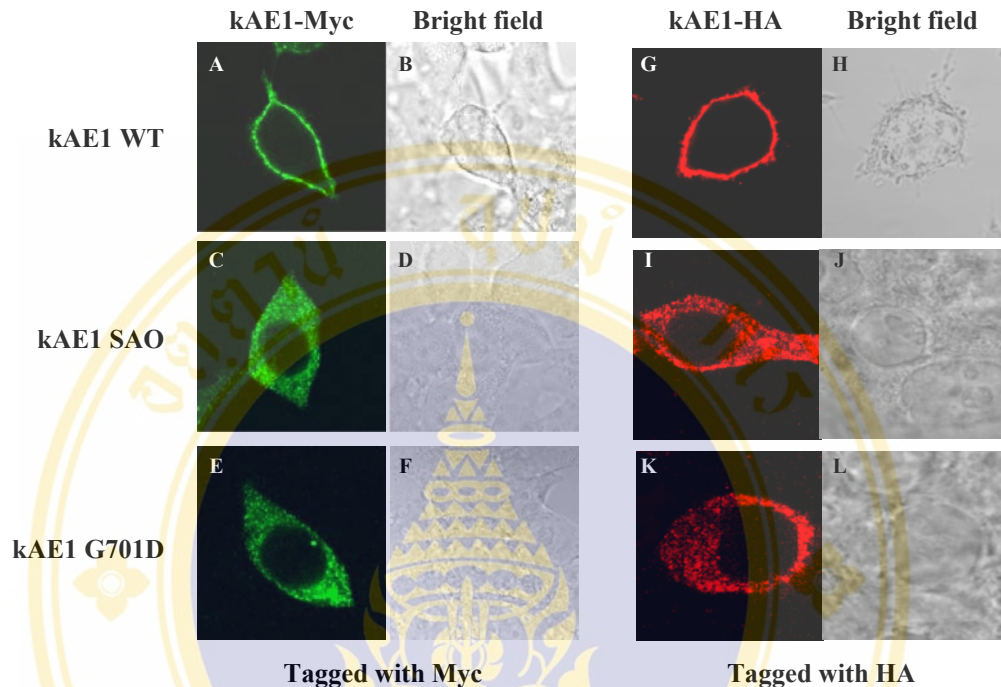 kAE1-Myc Bright field kAE1-HA Bright field
A B G H
kAE1 WT
C D I J
kAE1 SAO
E F K L
kAE1 G701D
Tagged with Myc Tagged with HA